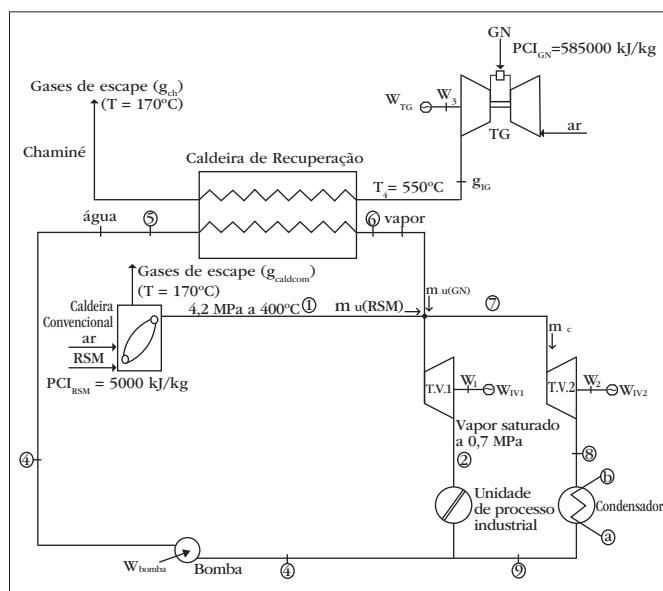 GN
PCI_GN =585000 kJ/kg
Gases de escape (g_ch)
(T = 170ºC)
W_TG
W_3
TG
ar
Chaminé
Caldeira de Recuperação
T_4 = 550ºC
g_IG
água
5
6 vapor
Gases de escape (g_caldcom)
(T = 170ºC)
Caldeira
Convencional
4,2 MPa a 400ºC
1
m u(RSM)
m u(GN)
7
m c
ar
RSM
PCI_RSM = 5000 kJ/kg
T.V.1
W_1
W_IV1
T.V.2
W_2
W_IV2
Vapor saturado
a 0,7 MPa
2
8
4
b
Unidade
de processo
industrial
Condensador
a
W_bomba
Bomba
4
9